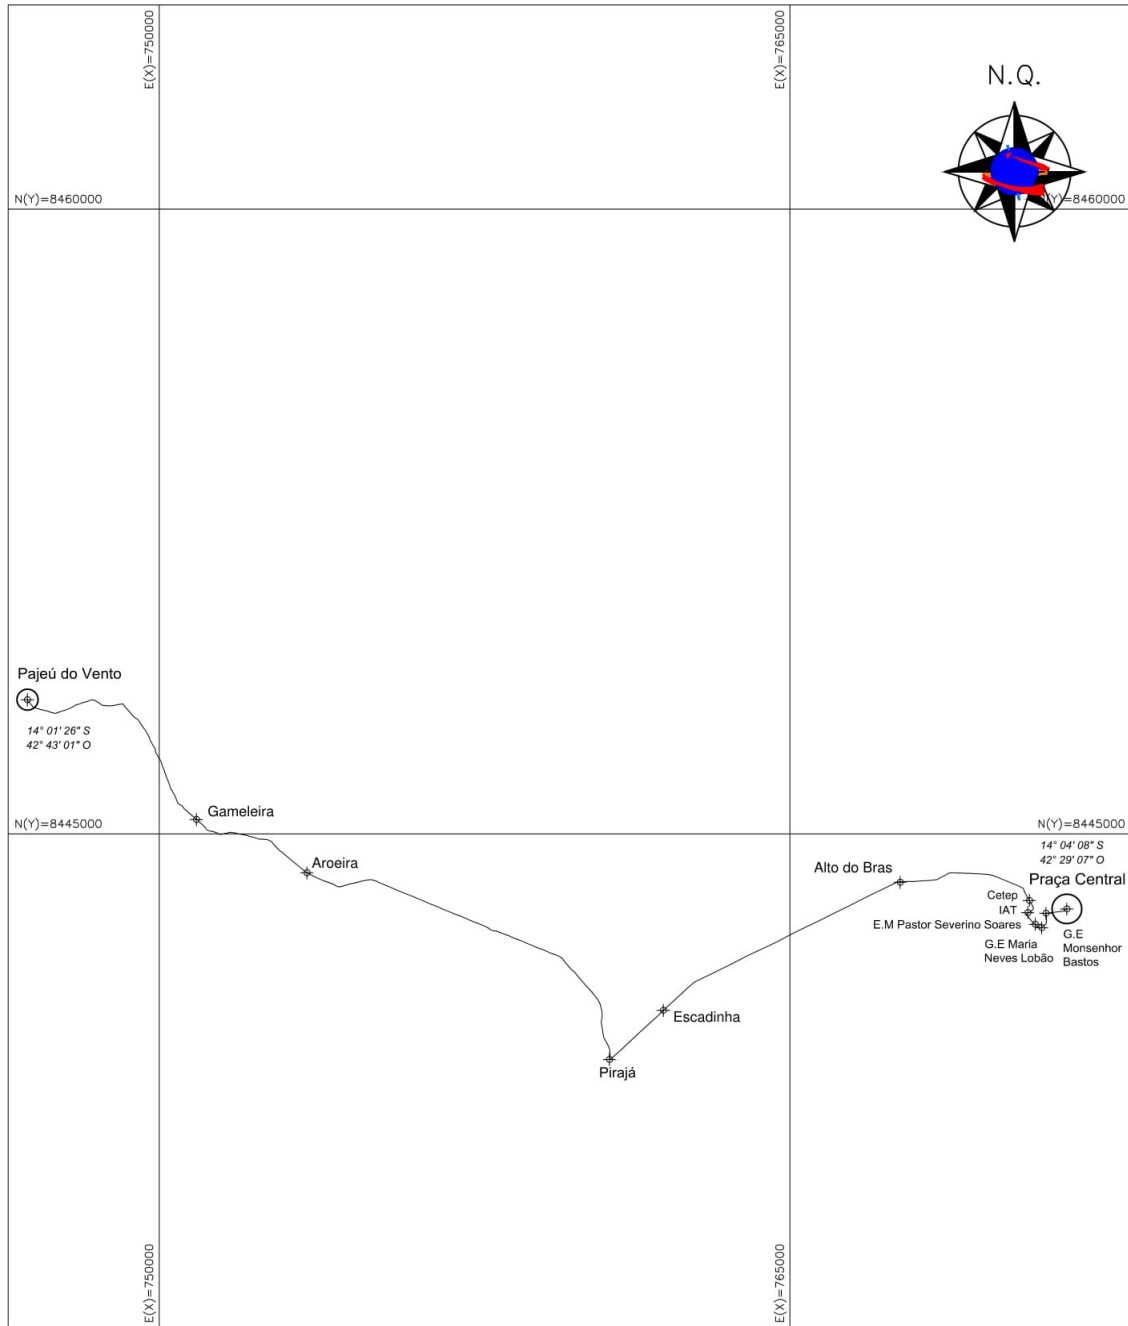 E(X)=750000
E(X)=765000
N.Q.
N(Y)=8460000
N(Y)=8460000
Pajeú do Vento
14° 01' 26" S
42° 43' 01" O
Gameleira
N(Y)=8445000
N(Y)=8445000
14° 04' 08" S
42° 29' 07" O
Aroeira
Alto do Bras
Praça Central
Cetep
IAT
E.M Pastor Severino Soares
G.E Maria
Neves Lobão
G.E
Monsenhor
Bastos
Escadinha
Pirajá
E(X)=750000
E(X)=765000